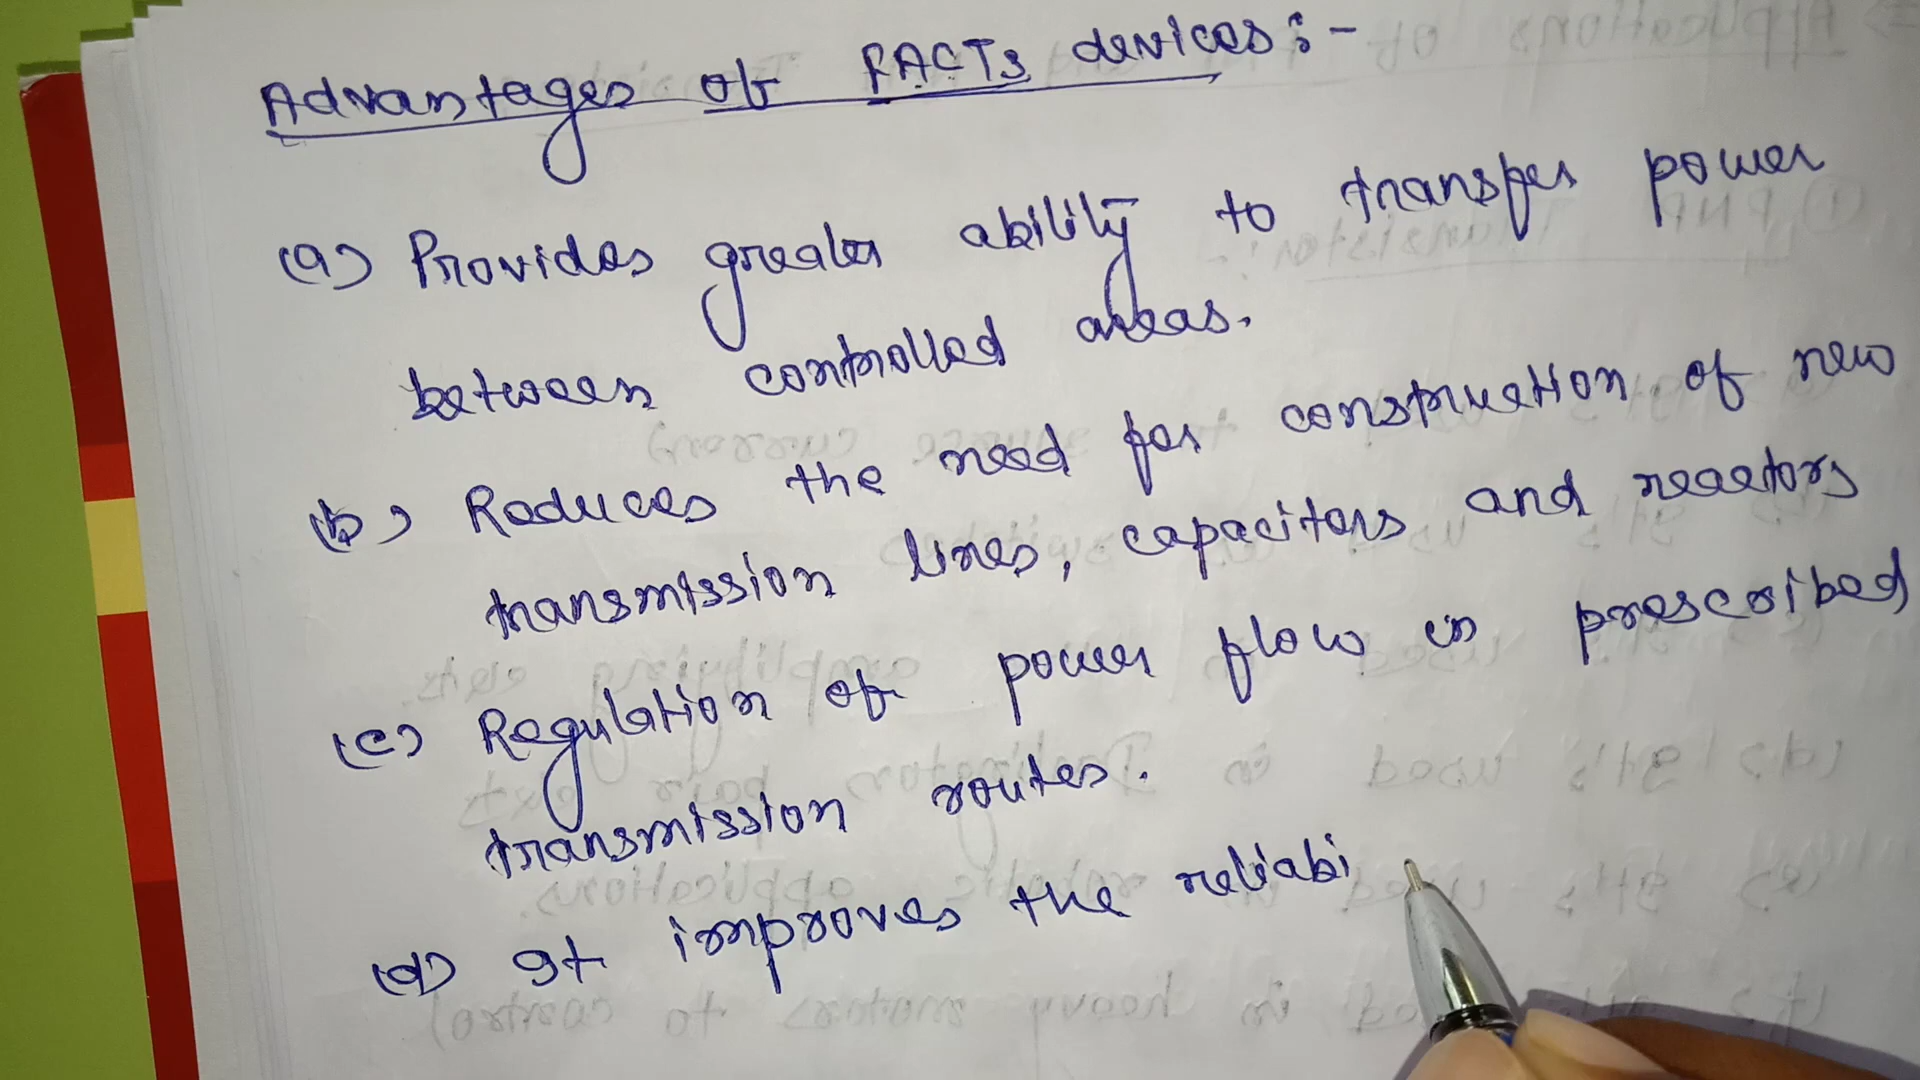 Advantages of FACTs devices :-
(a) Provides greater ability to transfer power
between controlled areas.
(b) Reduces the need for construction of new
transmission lines, capacitors and reactors
(c) Regulation of power flow in prescribed
transmission routes.
(d) It improves the reliabi